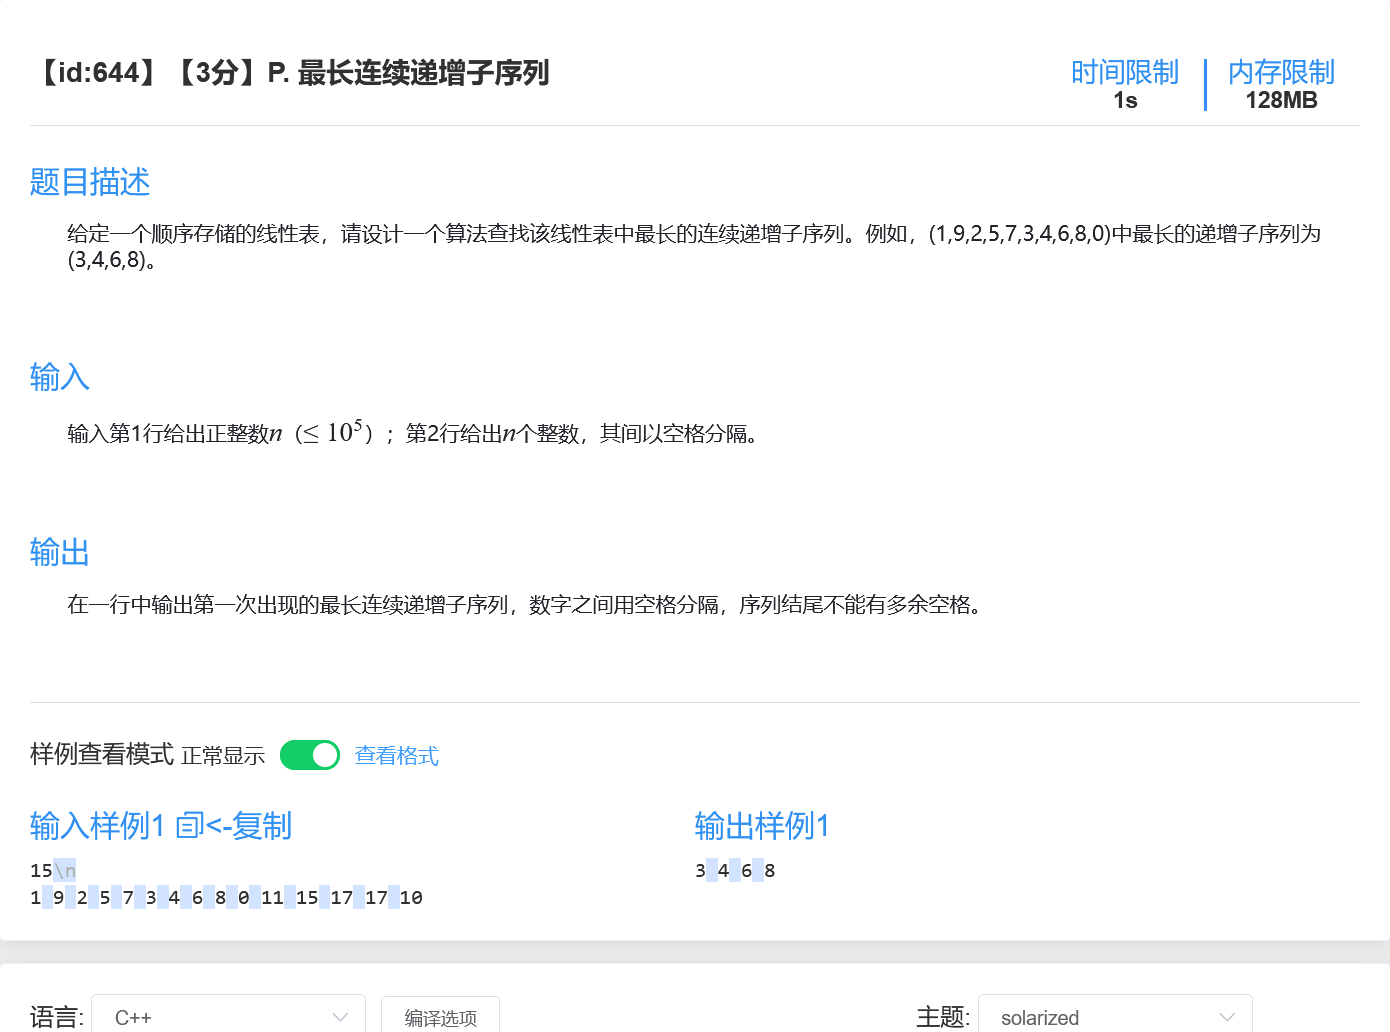 【id:644】【3分】P. 最长连续递增子序列
时间限制
1s
内存限制
128MB
题目描述
给定一个顺序存储的线性表，请设计一个算法查找该线性表中最长的连续递增子序列。例如，(1,9,2,5,7,3,4,6,8,0)中最长的递增子序列为
(3,4,6,8)。
输入
输入第1行给出正整数n（≤ 10⁵）；第2行给出n个整数，其间以空格分隔。
输出
在一行中输出第一次出现的最长连续递增子序列，数字之间用空格分隔，序列结尾不能有多余空格。
样例查看模式 正常显示 查看格式
输入样例1 <-复制
15\n
1 9 2 5 7 3 4 6 8 0 11 15 17 17 10
输出样例1
3 4 6 8
语言: C++ 编译选项 主题: solarized